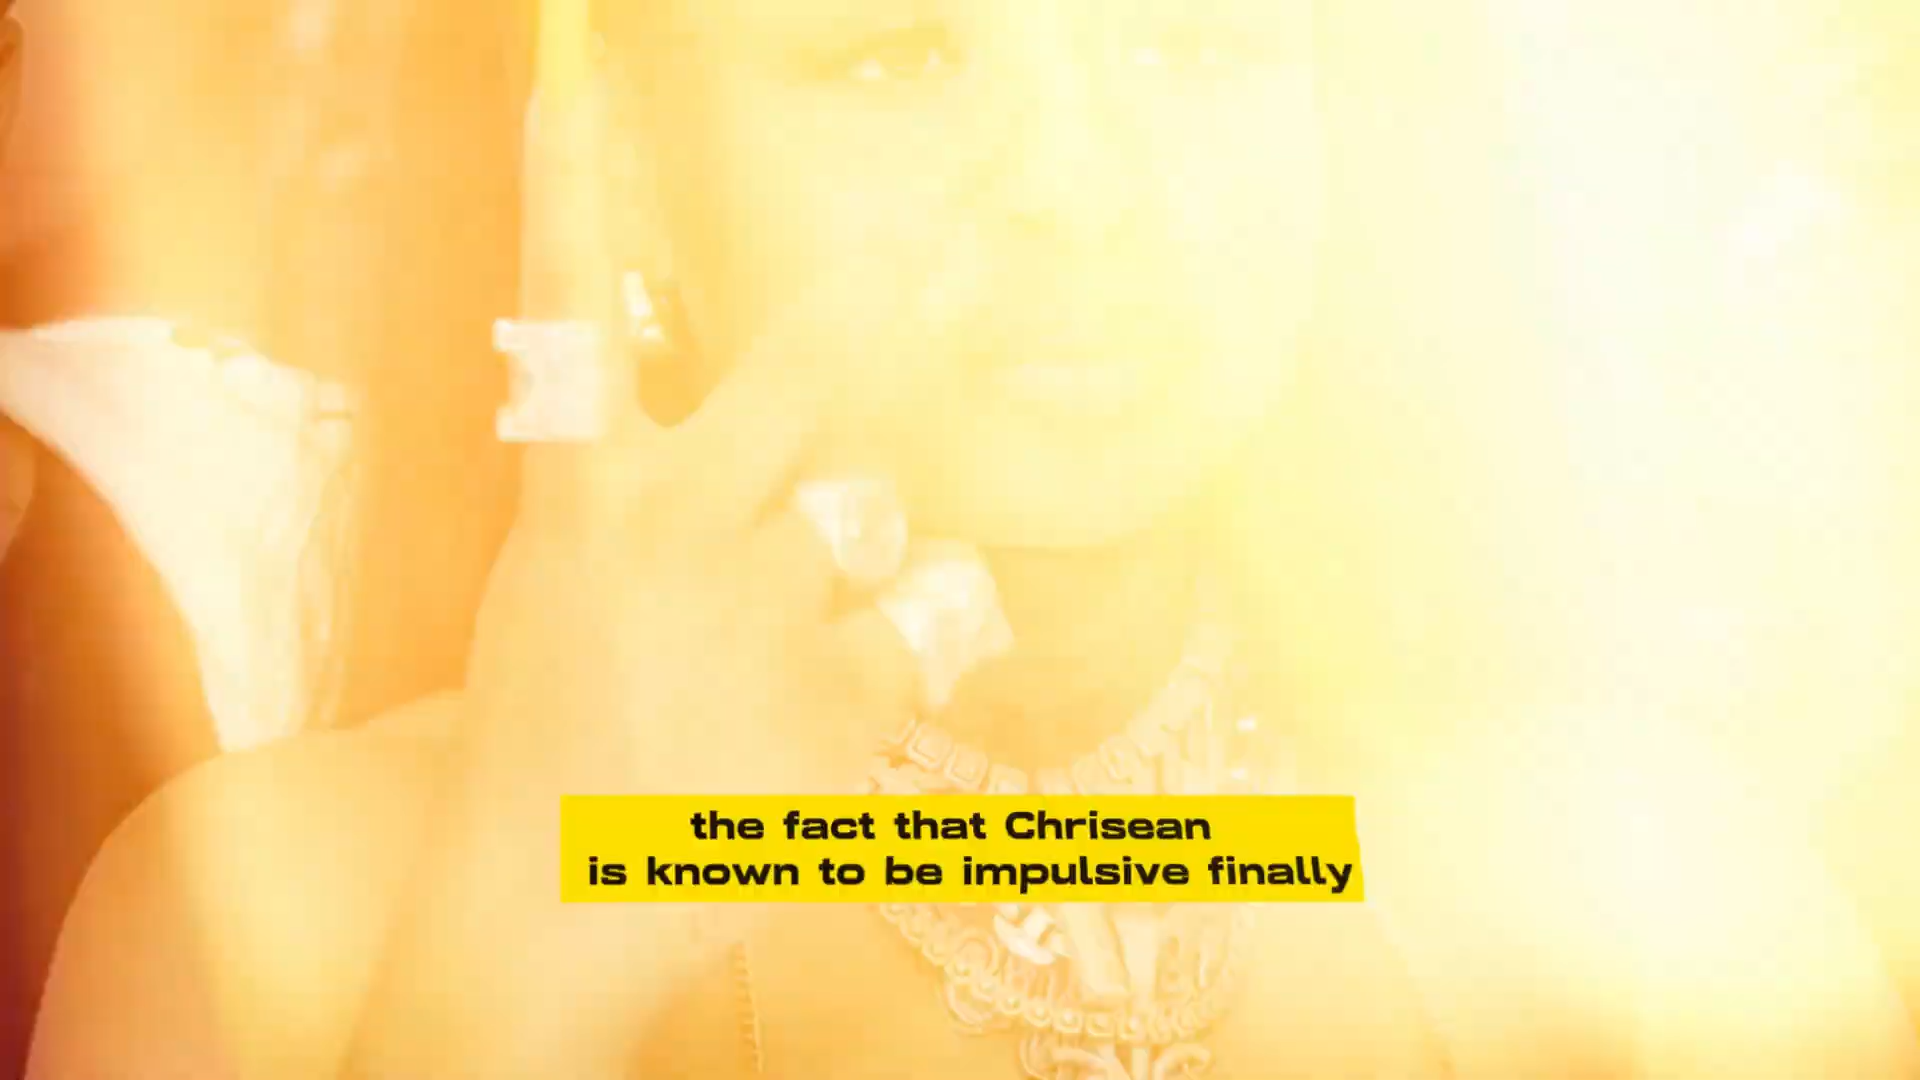 the fact that Chrisean
is known to be impulsive finally